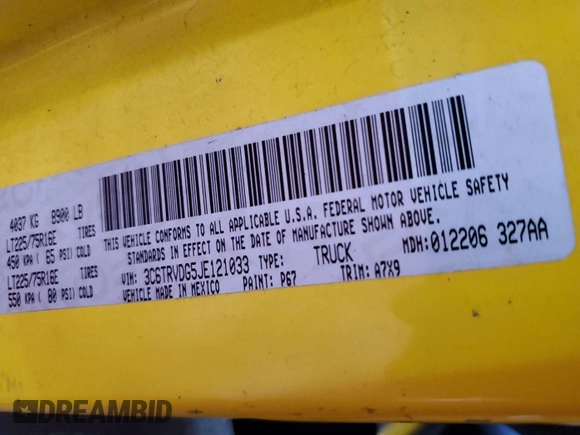 4037 KG 8900 LB
LT225/75R16E TIRES
450 KPA ( 65 PSI) COLD
LT225/75R16E TIRES
550 KPA ( 80 PSI) COLD
THIS VEHICLE CONFORMS TO ALL APPLICABLE U.S.A. FEDERAL MOTOR VEHICLE SAFETY
STANDARDS IN EFFECT ON THE DATE OF MANUFACTURE SHOWN ABOVE.
MDH: 012206 327AA
VIN: 3C6TRVDG5JE121033 TYPE: TRUCK
VEHICLE MADE IN MEXICO PAINT: P67 TRIM: A7X9
DREAMBID